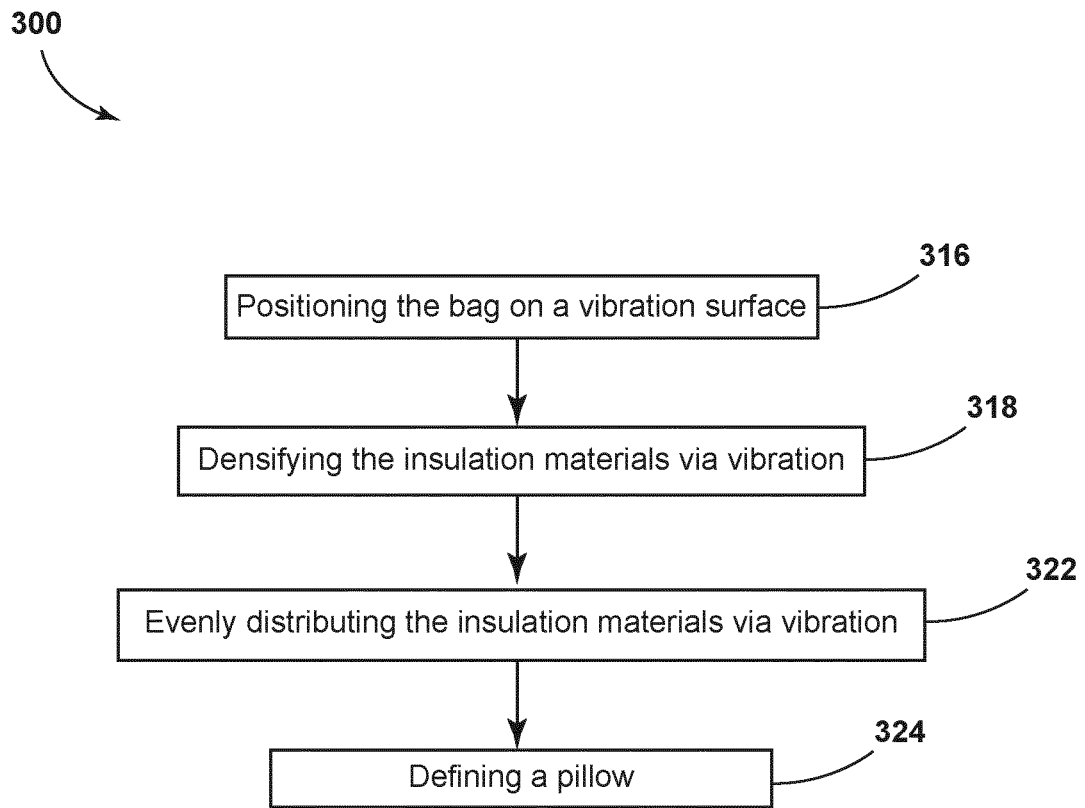 300
316
Positioning the bag on a vibration surface
318
Densifying the insulation materials via vibration
322
Evenly distributing the insulation materials via vibration
324
Defining a pillow